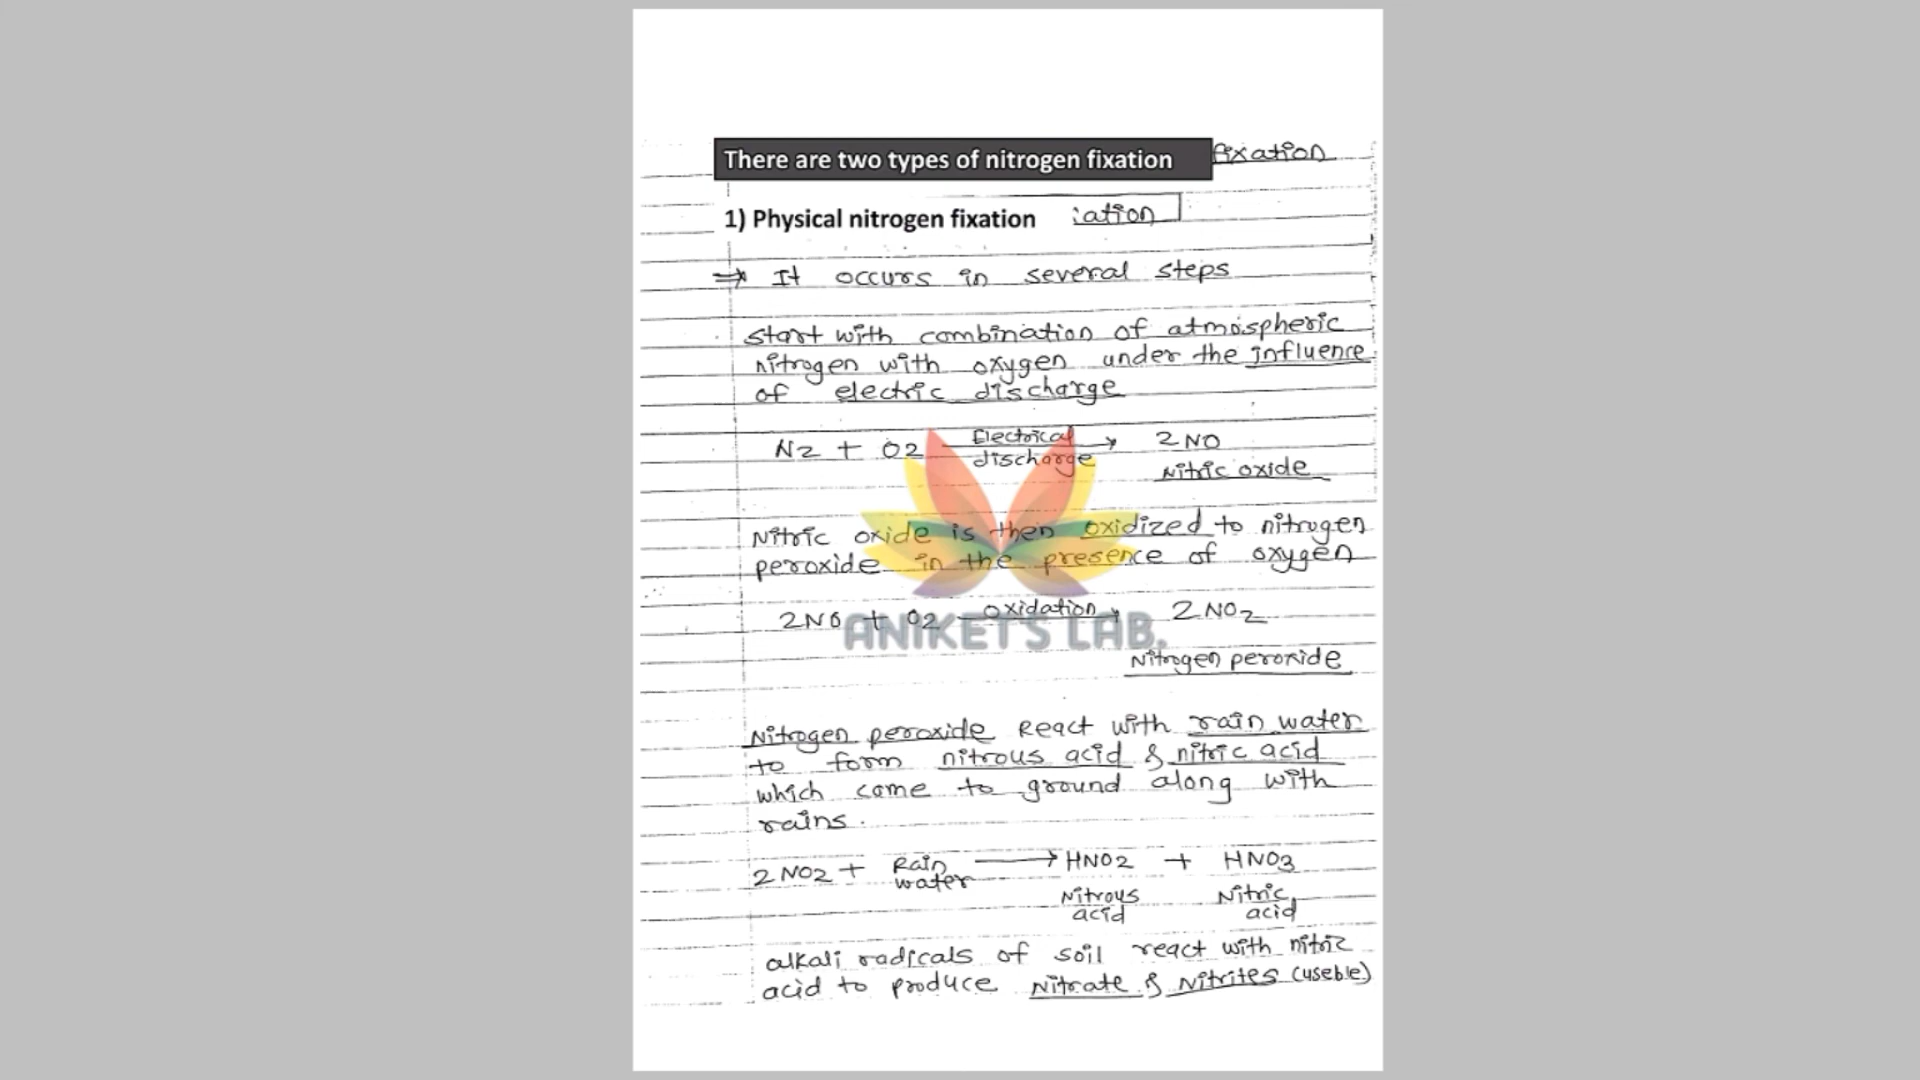 There are two types of nitrogen fixation fixation
1) Physical nitrogen fixation iation
⇒ It occurs in several steps
start with combination of atmospheric
nitrogen with oxygen under the influence
of electric discharge
N2 + O2 Electrical discharge → 2NO
Nitric oxide
Nitric oxide is then oxidized to nitrogen
peroxide in the presence of oxygen
2NO + O2 oxidation → 2NO2
ANIKET'S LAB.
Nitrogen peroxide
Nitrogen peroxide React with rain water
to form nitrous acid & nitric acid
which came to ground along with
rains.
2NO2 + Rain water → HNO2 + HNO3
Nitrous acid Nitric acid
alkali radicals of soil react with nitric
acid to produce Nitrate & Nitrites (useble)